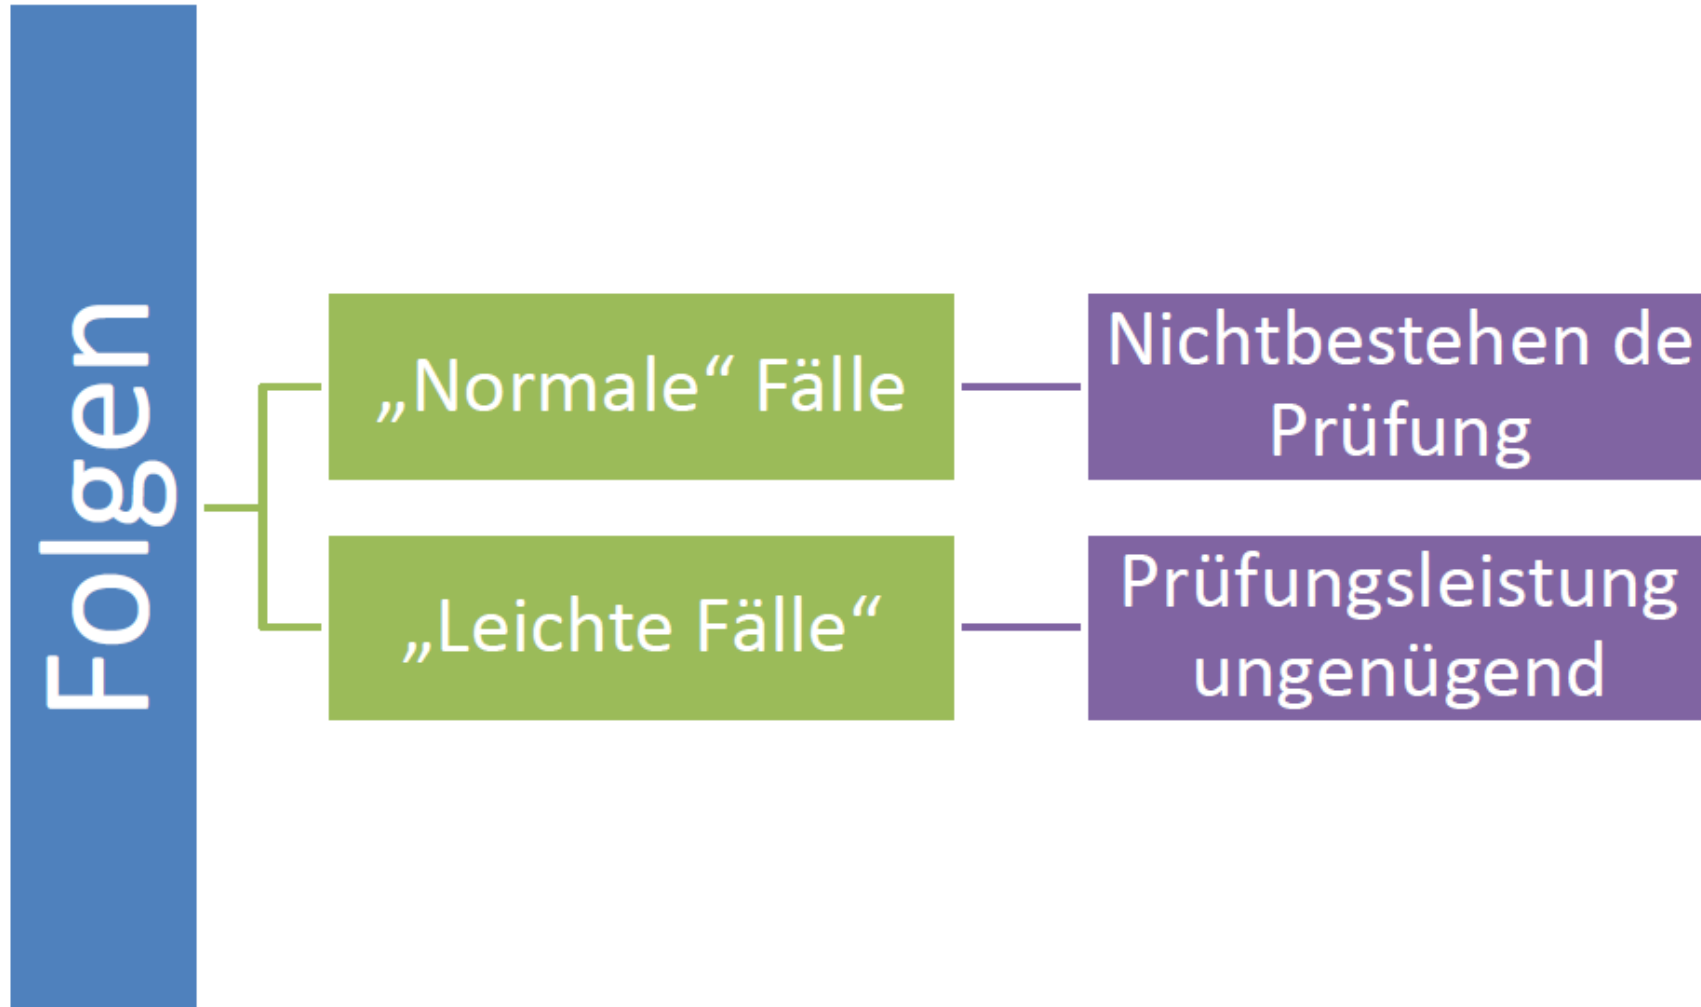 Folgen
„Normale“ Fälle
Nichtbestehen de
Prüfung
„Leichte Fälle“
Prüfungsleistung
ungenügend